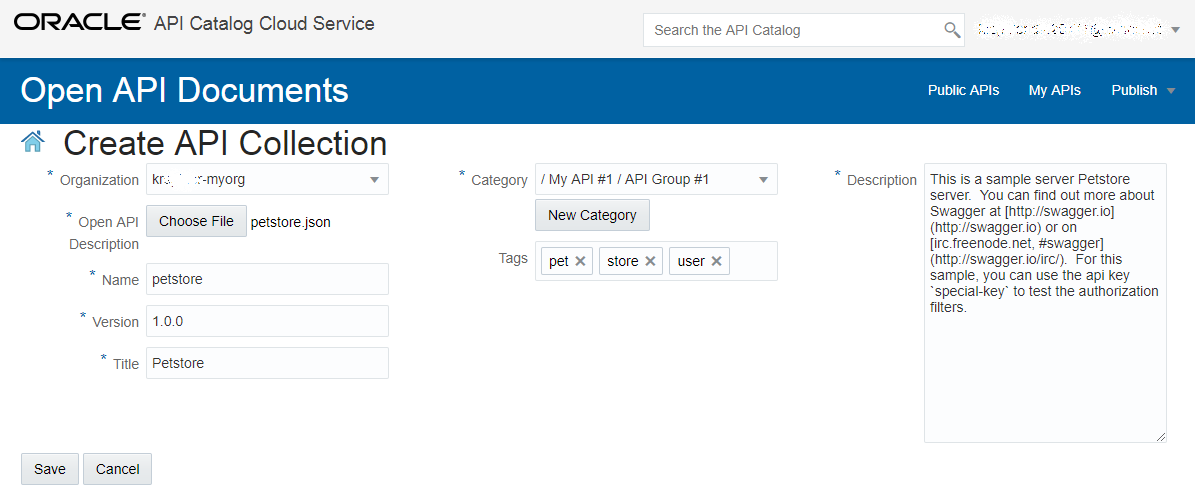 ORACLE® API Catalog Cloud Service
Search the API Catalog
Open API Documents
Public APIs
My APIs
Publish
Create API Collection
* Organization
-myorg
* Open API
Description
Choose File
petstore.json
* Name
petstore
* Version
1.0.0
* Title
Petstore
* Category
/ My API #1 / API Group #1
New Category
Tags
pet
store
user
* Description
This is a sample server Petstore
server. You can find out more about
Swagger at [http://swagger.io]
(http://swagger.io) or on
[irc.freenode.net, #swagger]
(http://swagger.io/irc/). For this
sample, you can use the api key
`special-key` to test the authorization
filters.
Save
Cancel